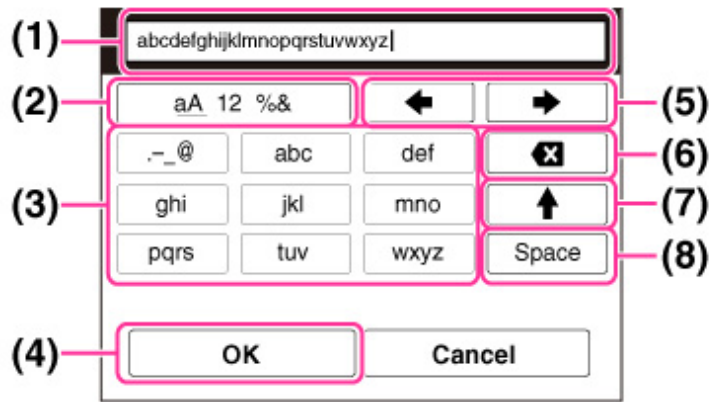 (1) abcdefghijklmnopqrstuvwxyz
(2) aA 12 %& (5)
.-_@ abc def (6)
(3) ghi jkl mno (7)
pqrs tuv wxyz Space (8)
(4) OK Cancel